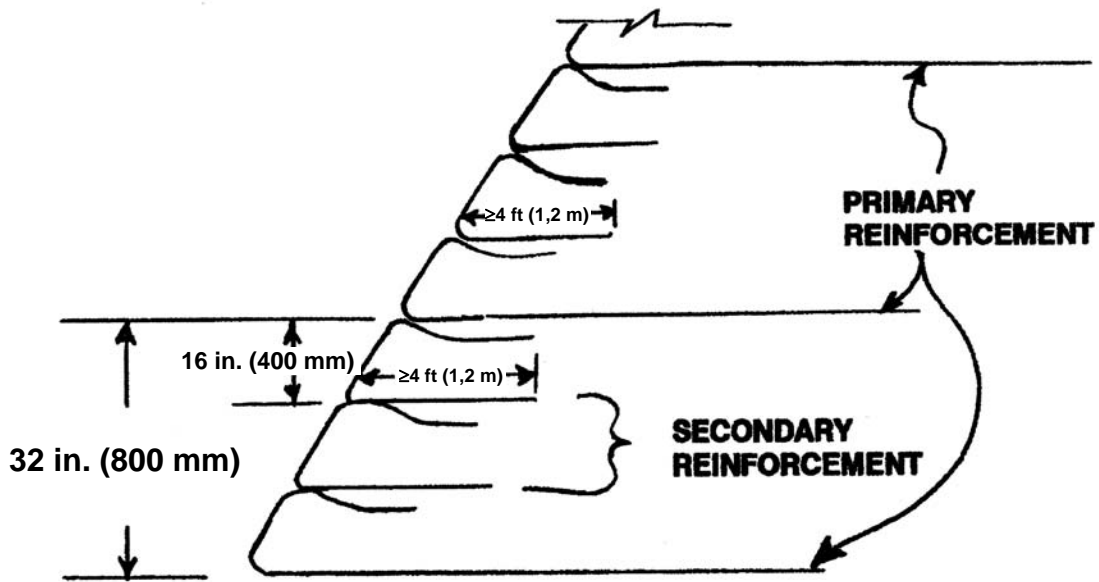 ≥4 ft (1,2 m)
PRIMARY
REINFORCEMENT
16 in. (400 mm)
≥4 ft (1,2 m)
32 in. (800 mm)
SECONDARY
REINFORCEMENT